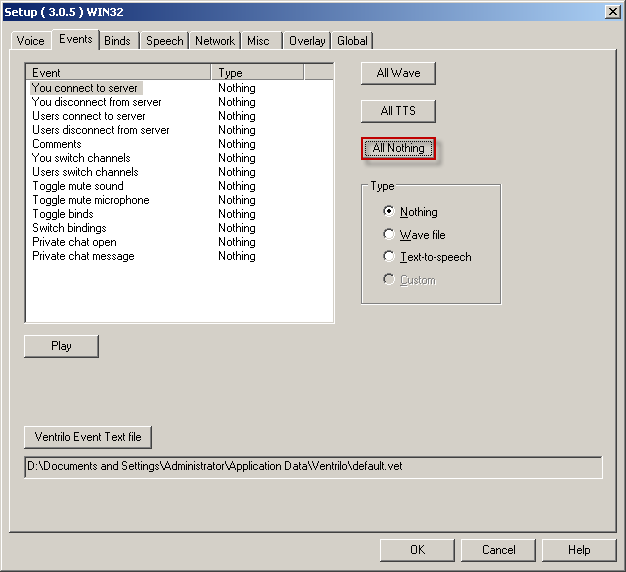 Setup ( 3.0.5 ) WIN32
Voice Events Binds Speech Network Misc Overlay Global
Event Type
You connect to server Nothing
You disconnect from server Nothing
Users connect to server Nothing
Users disconnect from server Nothing
Comments Nothing
You switch channels Nothing
Users switch channels Nothing
Toggle mute sound Nothing
Toggle mute microphone Nothing
Toggle binds Nothing
Switch bindings Nothing
Private chat open Nothing
Private chat message Nothing
All Wave
All TTS
All Nothing
Type
Nothing
Wave file
Text-to-speech
Custom
Play
Ventrilo Event Text file
D:\Documents and Settings\Administrator\Application Data\Ventrilo\default.vet
OK Cancel Help